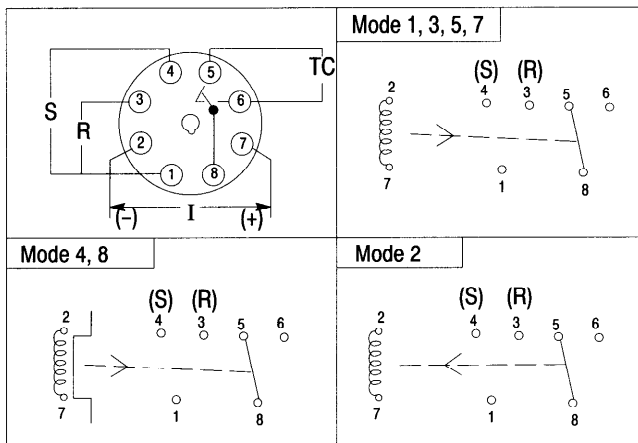 4 5
TC
S
3 6
R
2 7
1 8
(−) I (+)
Mode 1, 3, 5, 7
(S) (R)
2 4 3 5 6
1
7 8
Mode 4, 8
(S) (R)
2 4 3 5 6
7 1 8
Mode 2
(S) (R)
2 4 3 5 6
7 1 8